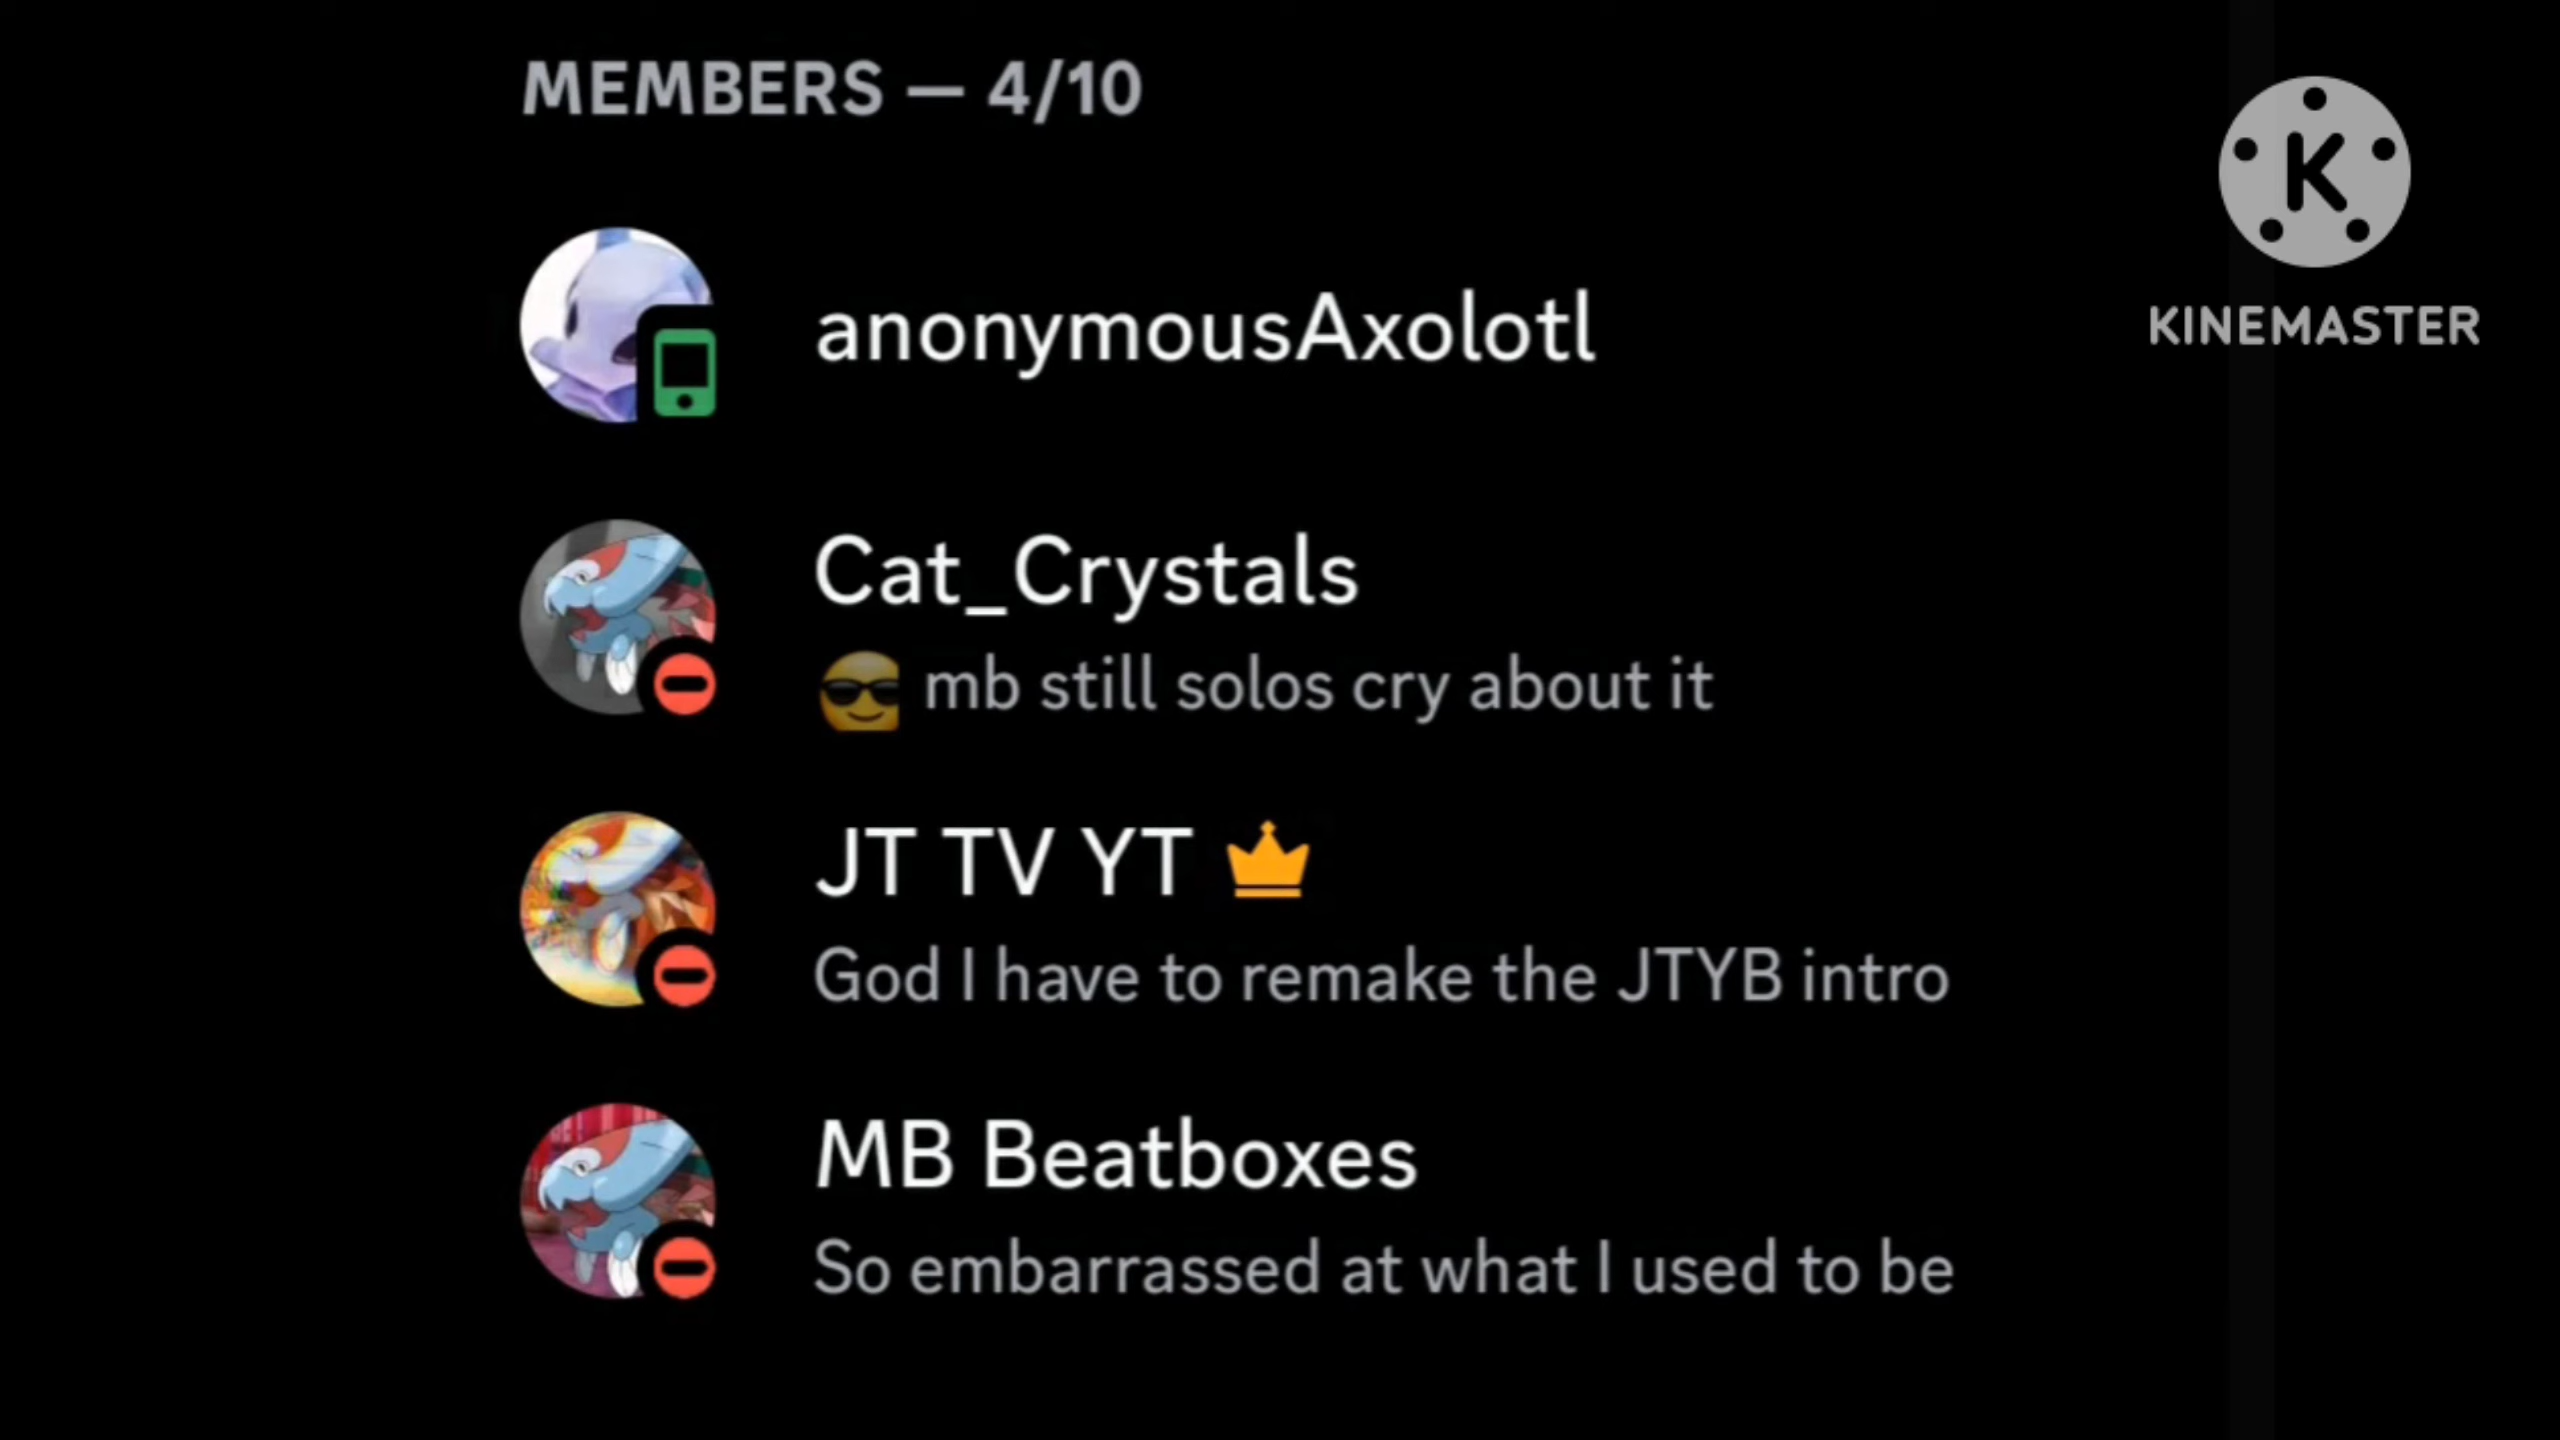 MEMBERS — 4/10
K
KINEMASTER
anonymousAxolotl
Cat_Crystals
😎 mb still solos cry about it
JT TV YT
God I have to remake the JTYB intro
MB Beatboxes
So embarrassed at what I used to be